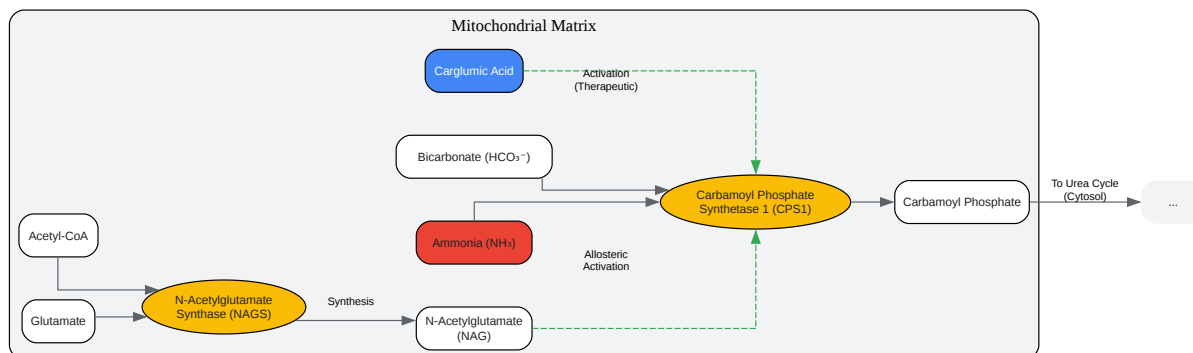 Mitochondrial Matrix
Carglumic Acid
Activation
(Therapeutic)
Bicarbonate (HCO₃⁻)
Carbamoyl Phosphate
Synthetase 1 (CPS1)
Carbamoyl Phosphate
To Urea Cycle
(Cytosol)
...
Acetyl-CoA
Ammonia (NH₃)
Allosteric
Activation
N-Acetylglutamate
Synthase (NAGS)
Synthesis
Glutamate
N-Acetylglutamate
(NAG)